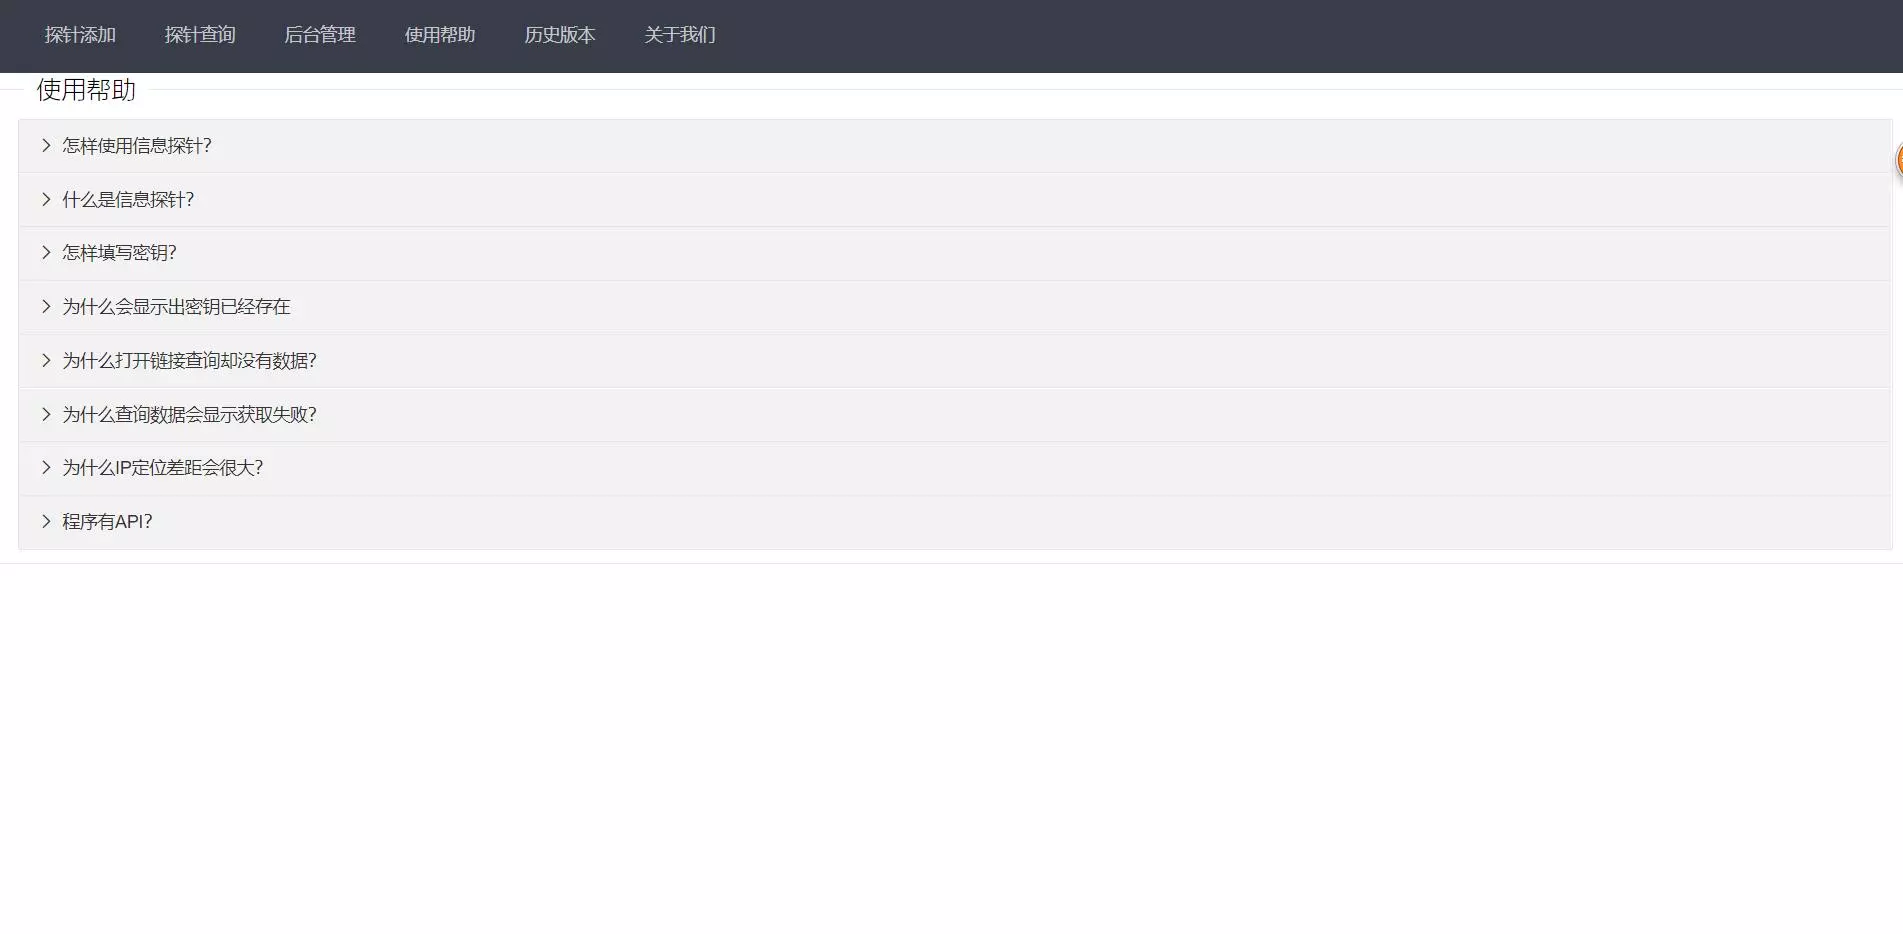 探针添加 探针查询 后台管理 使用帮助 历史版本 关于我们
使用帮助
怎样使用信息探针?
什么是信息探针?
怎样填写密钥?
为什么会显示出密钥已经存在
为什么打开链接查询却没有数据?
为什么查询数据会显示获取失败?
为什么IP定位差距会很大?
程序有API?